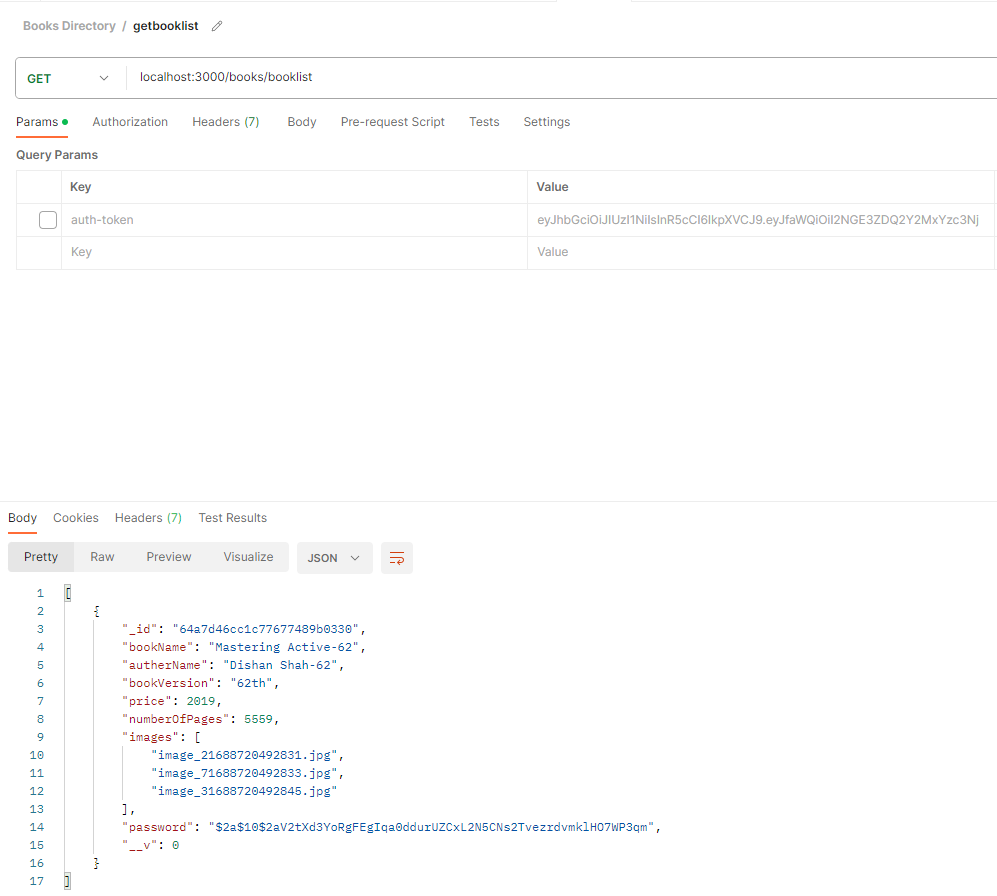 Books Directory / getbooklist
GET localhost:3000/books/booklist
Params Authorization Headers (7) Body Pre-request Script Tests Settings
Query Params
Key Value
auth-token eyJhbGciOiJIUzI1NiIsInR5cCI6IkpXVCJ9.eyJfaWQiOiI2NGE3ZDQ2Y2MxYzc3Nj
Key Value
Body Cookies Headers (7) Test Results
Pretty Raw Preview Visualize JSON
1 [
2 {
3 "_id": "64a7d46cc1c77677489b0330",
4 "bookName": "Mastering Active-62",
5 "autherName": "Dishan Shah-62",
6 "bookVersion": "62th",
7 "price": 2019,
8 "numberOfPages": 5559,
9 "images": [
10 "image_21688720492831.jpg",
11 "image_71688720492833.jpg",
12 "image_31688720492845.jpg"
13 ],
14 "password": "$2a$10$2aV2tXd3YoRgFEgIqa0ddurUZCxL2N5CNs2TvezrdvmklHO7WP3qm",
15 "__v": 0
16 }
17 ]